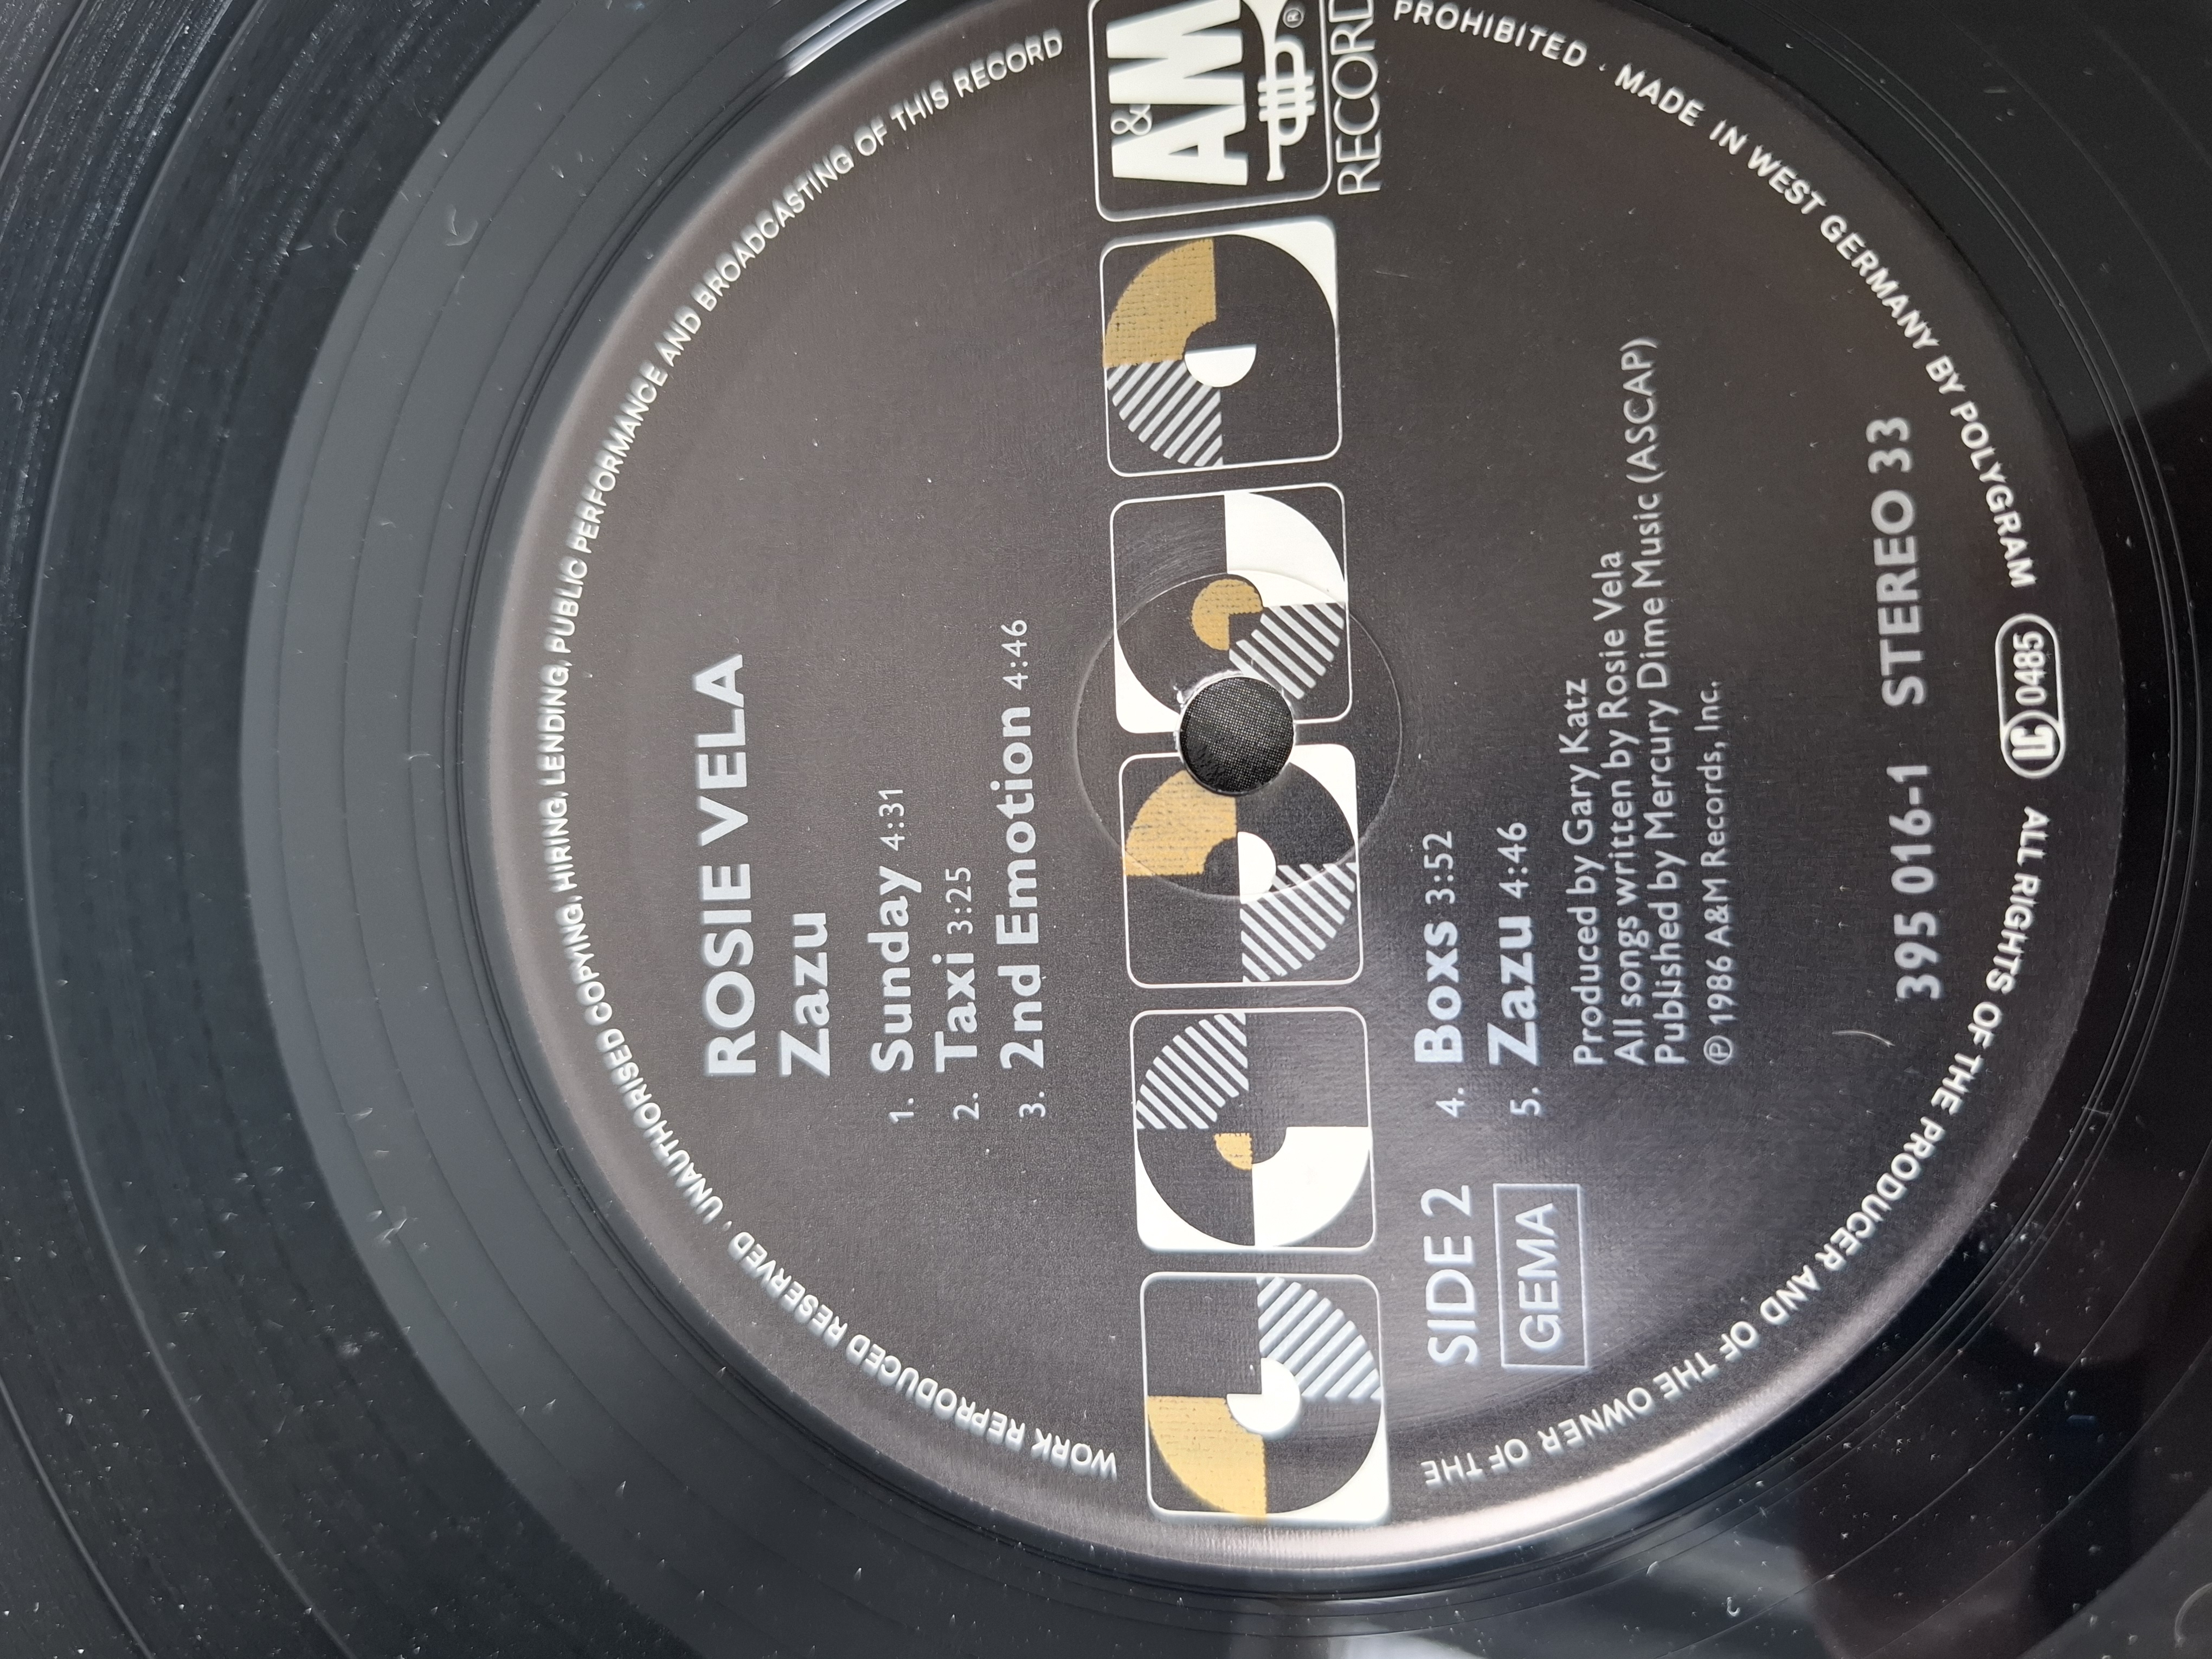 ROSIE VELA
Zazu
1. Sunday 4:31
2. Taxi 3:25
3. 2nd Emotion 4:46
A&M
®
RECORD
SIDE 2
GEMA
4. Boxs 3:52
5. Zazu 4:46
Produced by Gary Katz
All songs written by Rosie Vela
Published by Mercury Dime Music (ASCAP)
℗ 1986 A&M Records, Inc.
395 016-1 STEREO 33
LC 0485
ALL RIGHTS OF THE PRODUCER AND OF THE OWNER OF THE
WORK REPRODUCED RESERVED . UNAUTHORISED COPYING, HIRING, LENDING, PUBLIC PERFORMANCE AND BROADCASTING OF THIS RECORD
PROHIBITED · MADE IN WEST GERMANY BY POLYGRAM